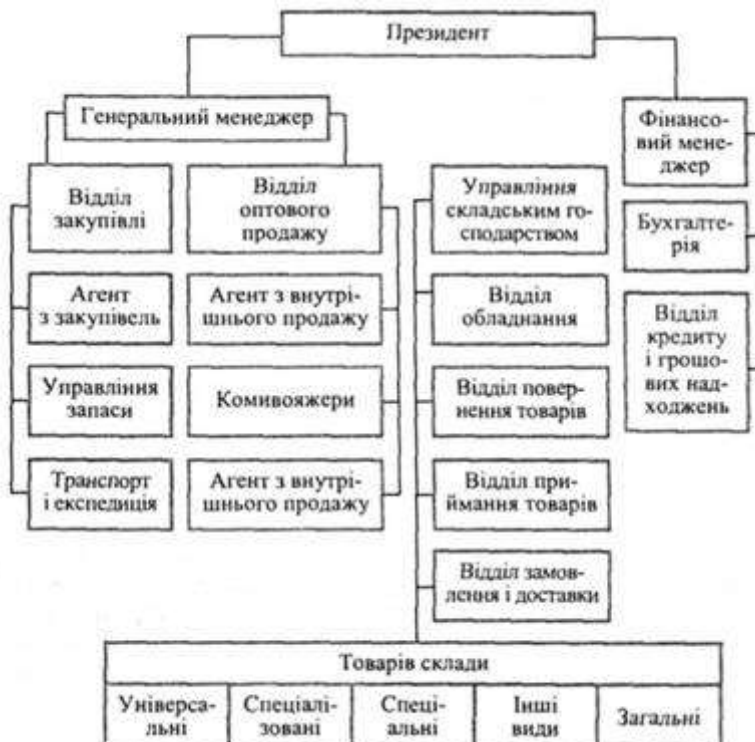 Президент
Генеральний менеджер
Фінансо-
вий мене-
джер
Відділ
закупівлі
Відділ
оптового
продажу
Управління
складським го-
сподарством
Бухгалте-
рія
Агент
з закупівель
Агент з внутрі-
шнього продажу
Відділ
обладнання
Відділ
кредиту
і грошо-
вих над-
ходжень
Управління
запаси
Комивояжери
Відділ повер-
нення товарів
Транспорт
і експедиція
Агент з внутрі-
шнього продажу
Відділ при-
ймання товарів
Відділ замов-
лення і доставки
Товарів склади
Універса-
льні
Спеціалі-
зовані
Спеці-
альні
Інші
види
Загальні